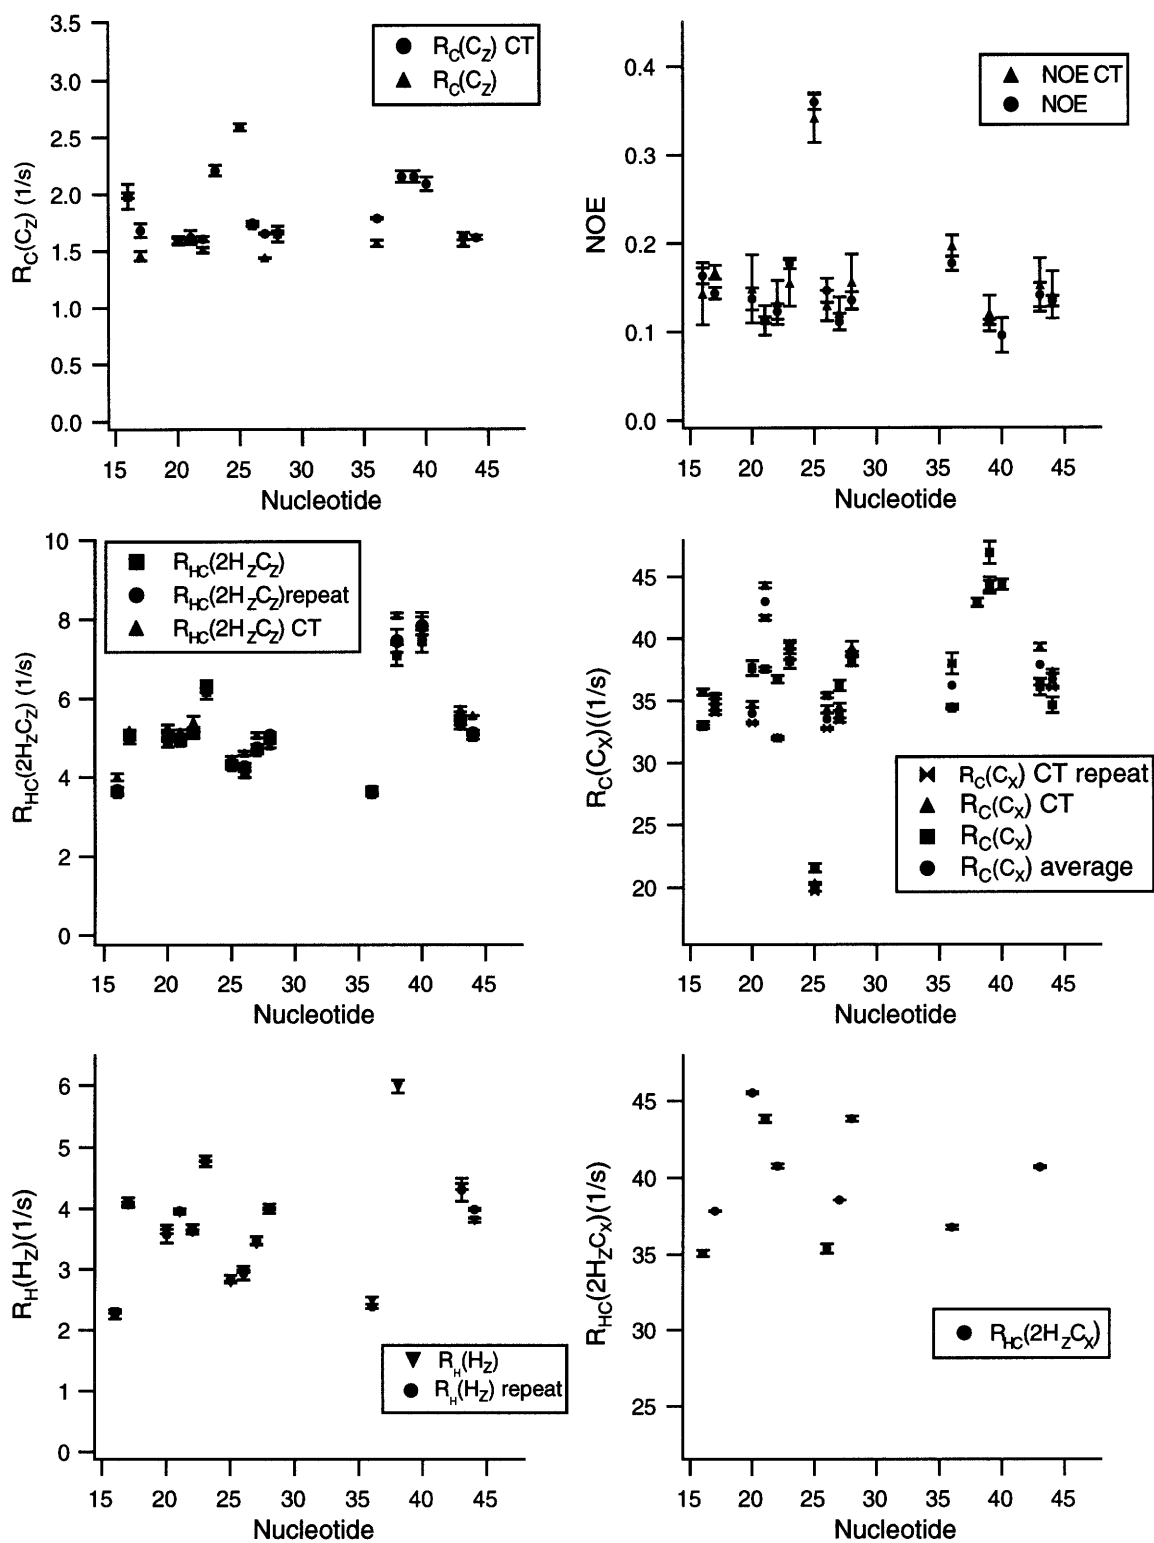 3.5
3.0
2.5
2.0
1.5
1.0
0.5
0.0
R_C(C_Z) (1/s)
R_C(C_Z) CT
R_C(C_Z)
15 20 25 30 35 40 45
Nucleotide
0.4
0.3
0.2
0.1
0.0
NOE
NOE CT
NOE
15 20 25 30 35 40 45
Nucleotide
10
8
6
4
2
0
R_HC(2H_ZC_Z) (1/s)
R_HC(2H_ZC_Z)
R_HC(2H_ZC_Z)repeat
R_HC(2H_ZC_Z) CT
15 20 25 30 35 40 45
Nucleotide
45
40
35
30
25
20
R_C(C_X)((1/s)
R_C(C_X) CT repeat
R_C(C_X) CT
R_C(C_X)
R_C(C_X) average
15 20 25 30 35 40 45
Nucleotide
6
5
4
3
2
1
0
R_H(H_Z)(1/s)
R_H(H_Z)
R_H(H_Z) repeat
15 20 25 30 35 40 45
Nucleotide
45
40
35
30
25
R_HC(2H_ZC_X)(1/s)
R_HC(2H_ZC_X)
15 20 25 30 35 40 45
Nucleotide